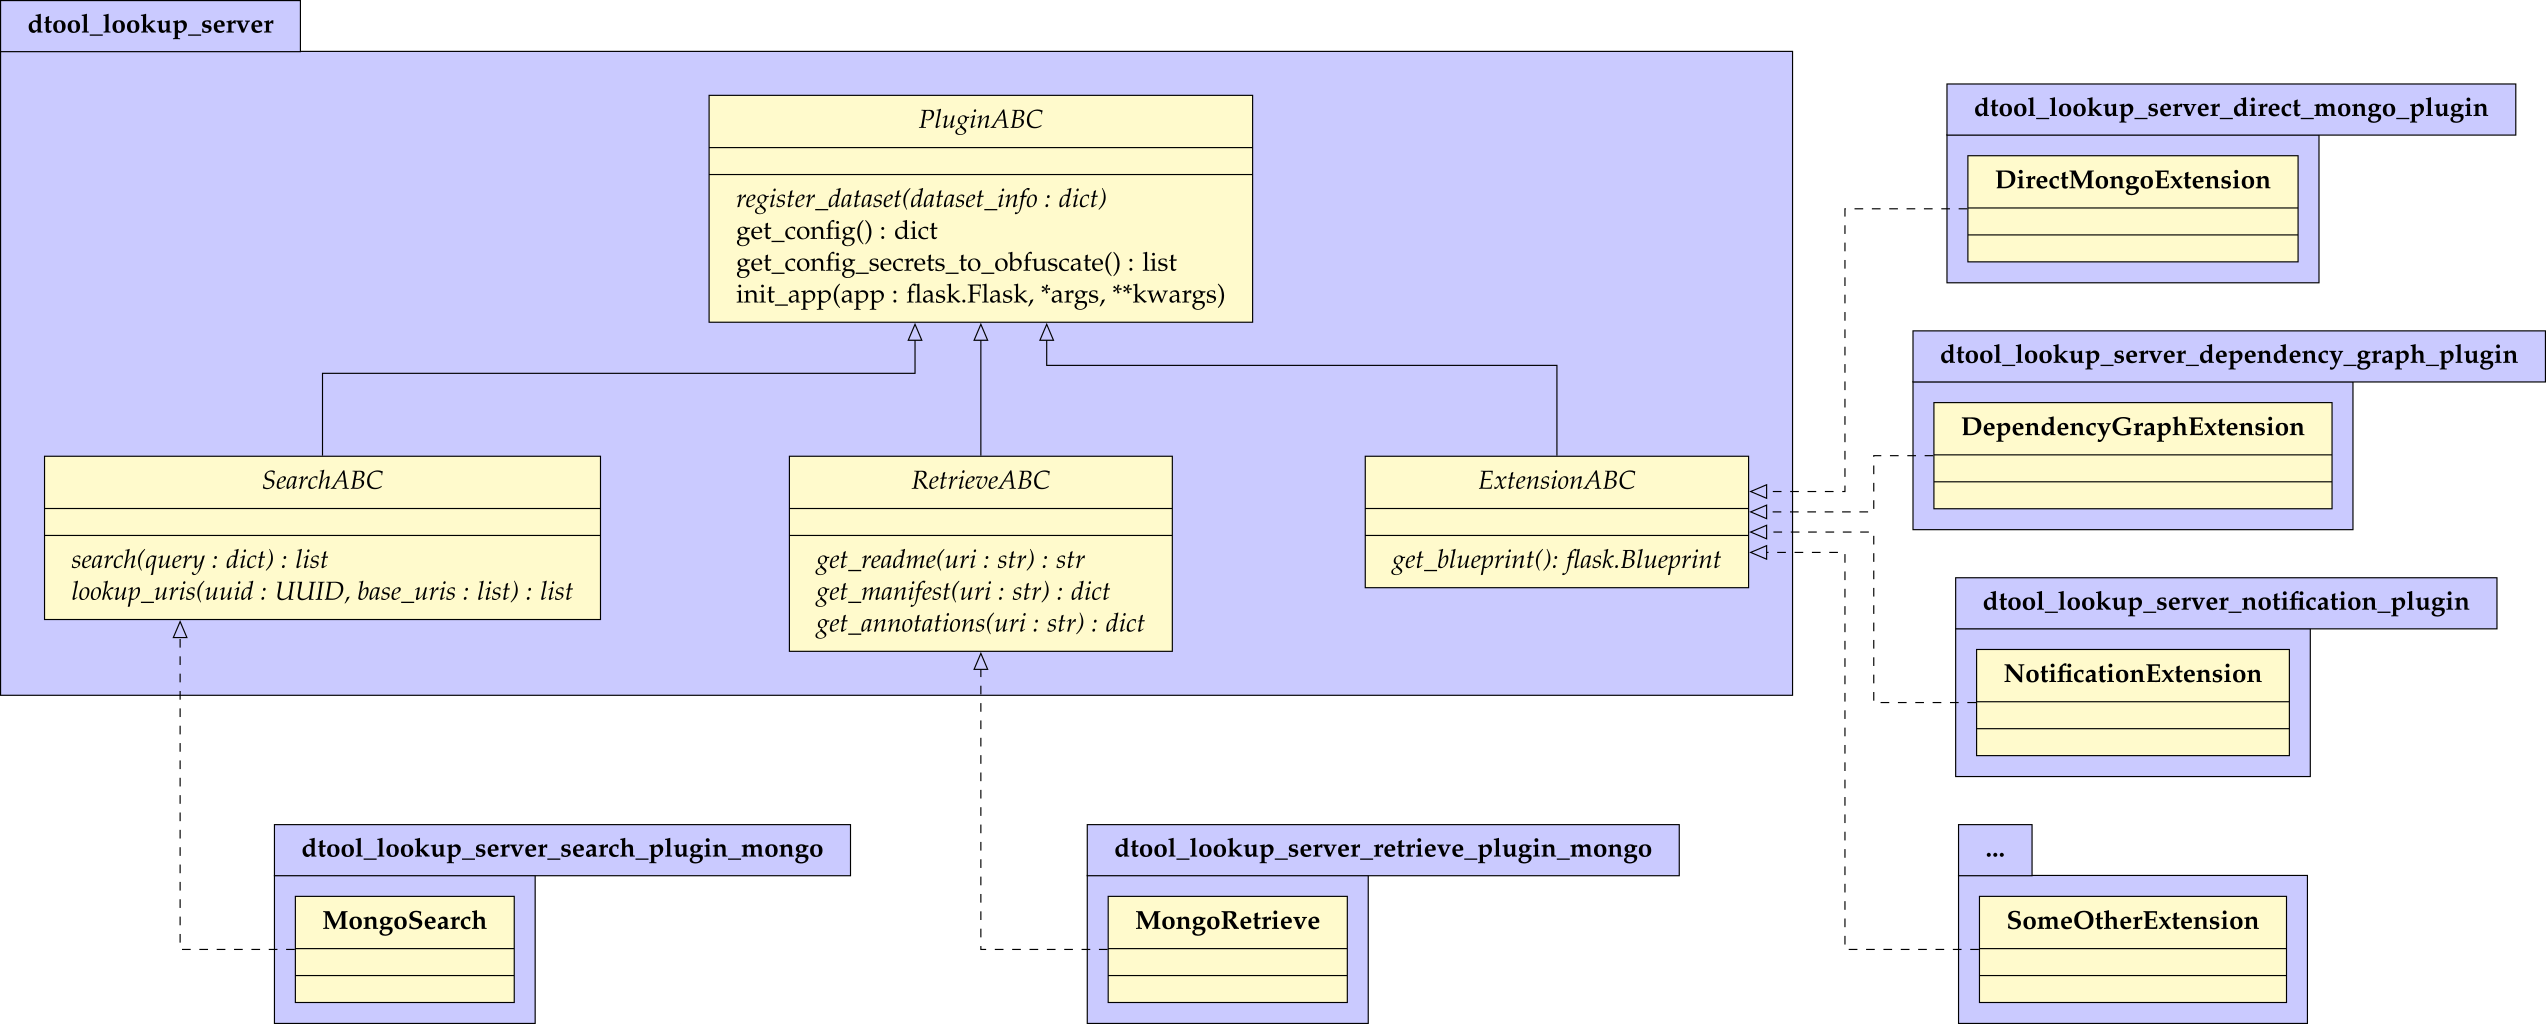 dtool_lookup_server
PluginABC
register_dataset(dataset_info : dict)
get_config() : dict
get_config_secrets_to_obfuscate() : list
init_app(app : flask.Flask, *args, **kwargs)
SearchABC
search(query : dict) : list
lookup_uris(uuid : UUID, base_uris : list) : list
RetrieveABC
get_readme(uri : str) : str
get_manifest(uri : str) : dict
get_annotations(uri : str) : dict
ExtensionABC
get_blueprint(): flask.Blueprint
dtool_lookup_server_direct_mongo_plugin
DirectMongoExtension
dtool_lookup_server_dependency_graph_plugin
DependencyGraphExtension
dtool_lookup_server_notification_plugin
NotificationExtension
dtool_lookup_server_search_plugin_mongo
MongoSearch
dtool_lookup_server_retrieve_plugin_mongo
MongoRetrieve
...
SomeOtherExtension